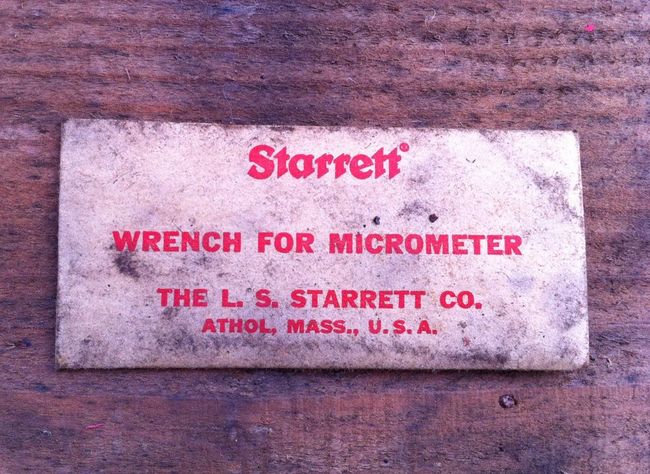 Starrett®
WRENCH FOR MICROMETER
THE L. S. STARRETT CO.
ATHOL, MASS., U. S. A.